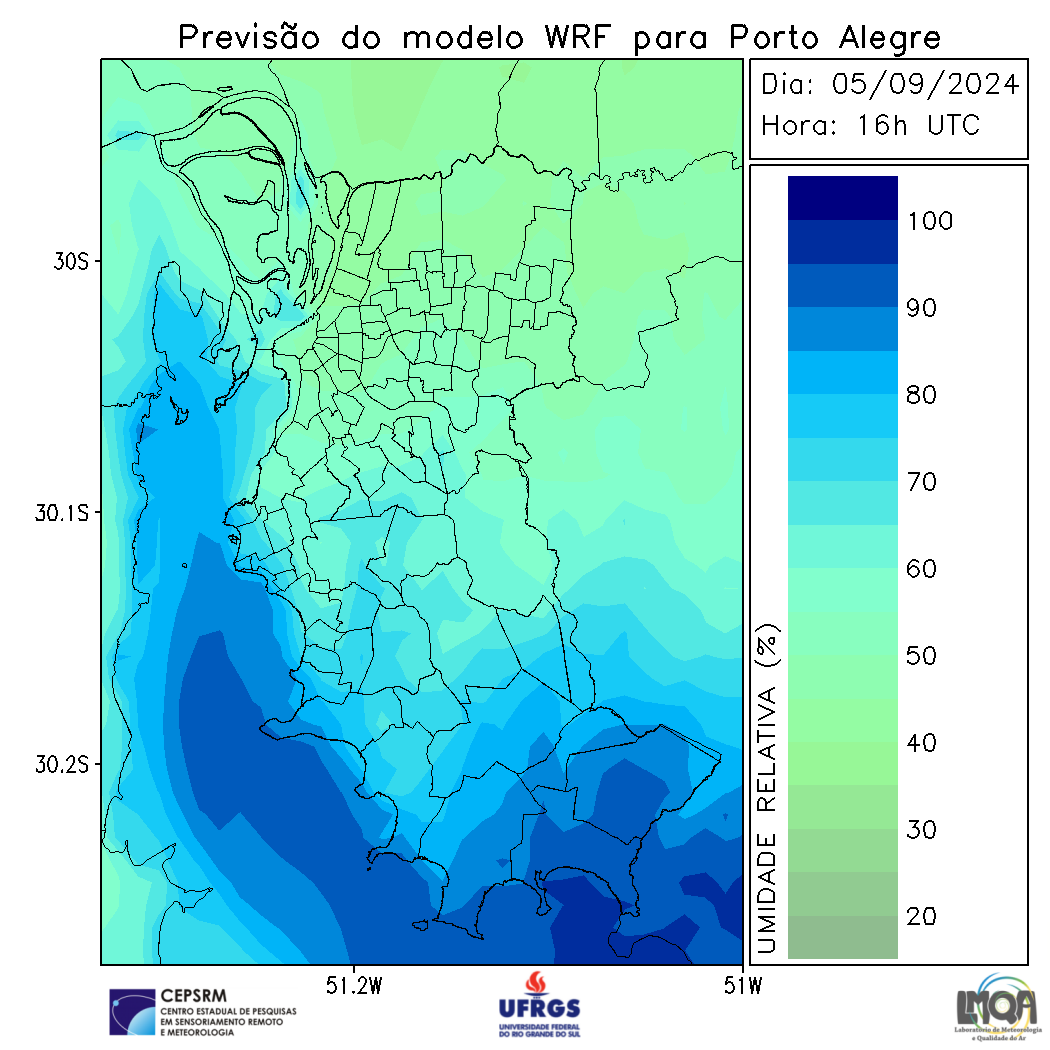 Previsão do modelo WRF para Porto Alegre
Dia: 05/09/2024
Hora: 16h UTC
30S
30.1S
30.2S
51.2W
51W
UMIDADE RELATIVA (%)
100
90
80
70
60
50
40
30
20
CEPSRM
CENTRO ESTADUAL DE PESQUISAS
EM SENSORIAMENTO REMOTO
E METEOROLOGIA
UFRGS
UNIVERSIDADE FEDERAL
DO RIO GRANDE DO SUL
LMQA
Laboratório de Meteorologia
e Qualidade do Ar